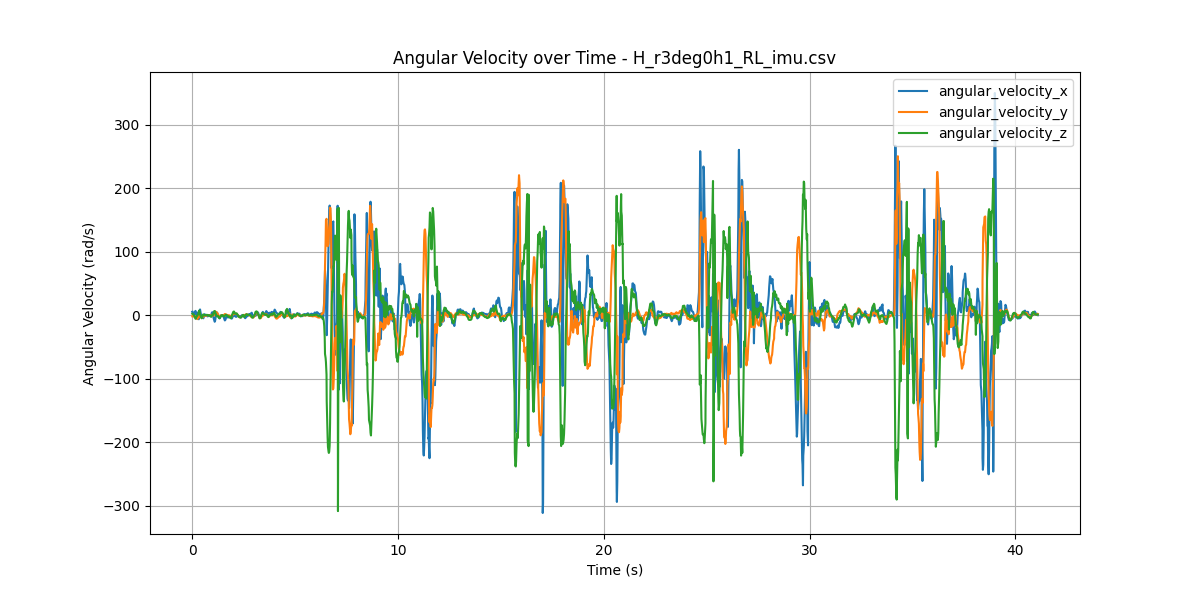 Angular Velocity over Time - H_r3deg0h1_RL_imu.csv
angular_velocity_x
angular_velocity_y
angular_velocity_z
Angular Velocity (rad/s)
300
200
100
0
−100
−200
−300
0 10 20 30 40
Time (s)